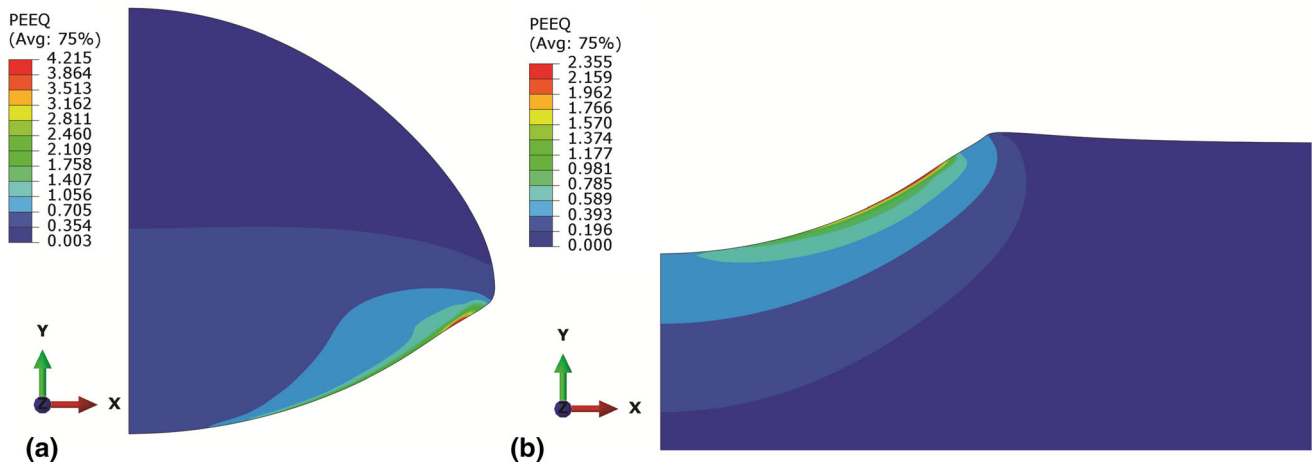 PEEQ
(Avg: 75%)
4.215
3.864
3.513
3.162
2.811
2.460
2.109
1.758
1.407
1.056
0.705
0.354
0.003
Y
Z
X
(a)
PEEQ
(Avg: 75%)
2.355
2.159
1.962
1.766
1.570
1.374
1.177
0.981
0.785
0.589
0.393
0.196
0.000
Y
Z
X
(b)